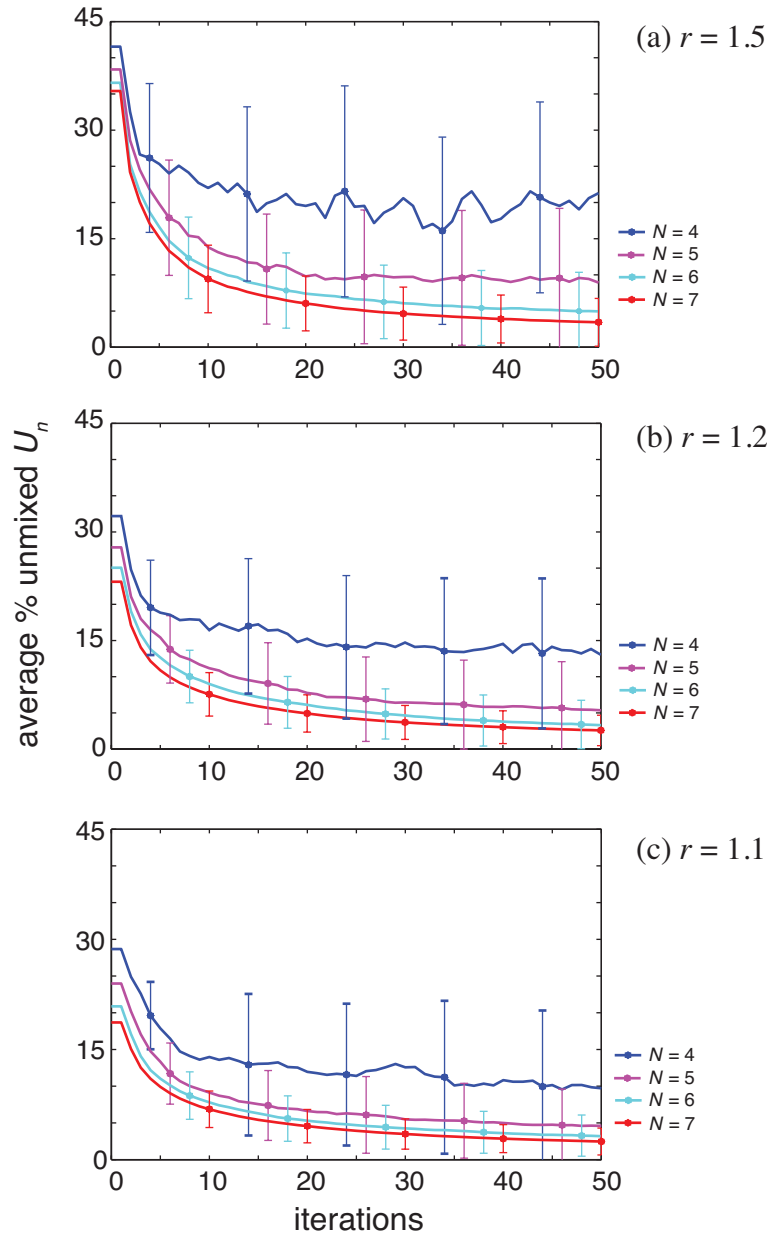 (a) r = 1.5
45
30
15
0
0 10 20 30 40 50
N = 4
N = 5
N = 6
N = 7
average % unmixed Uₙ
(b) r = 1.2
45
30
15
0
0 10 20 30 40 50
N = 4
N = 5
N = 6
N = 7
(c) r = 1.1
45
30
15
0
0 10 20 30 40 50
N = 4
N = 5
N = 6
N = 7
iterations